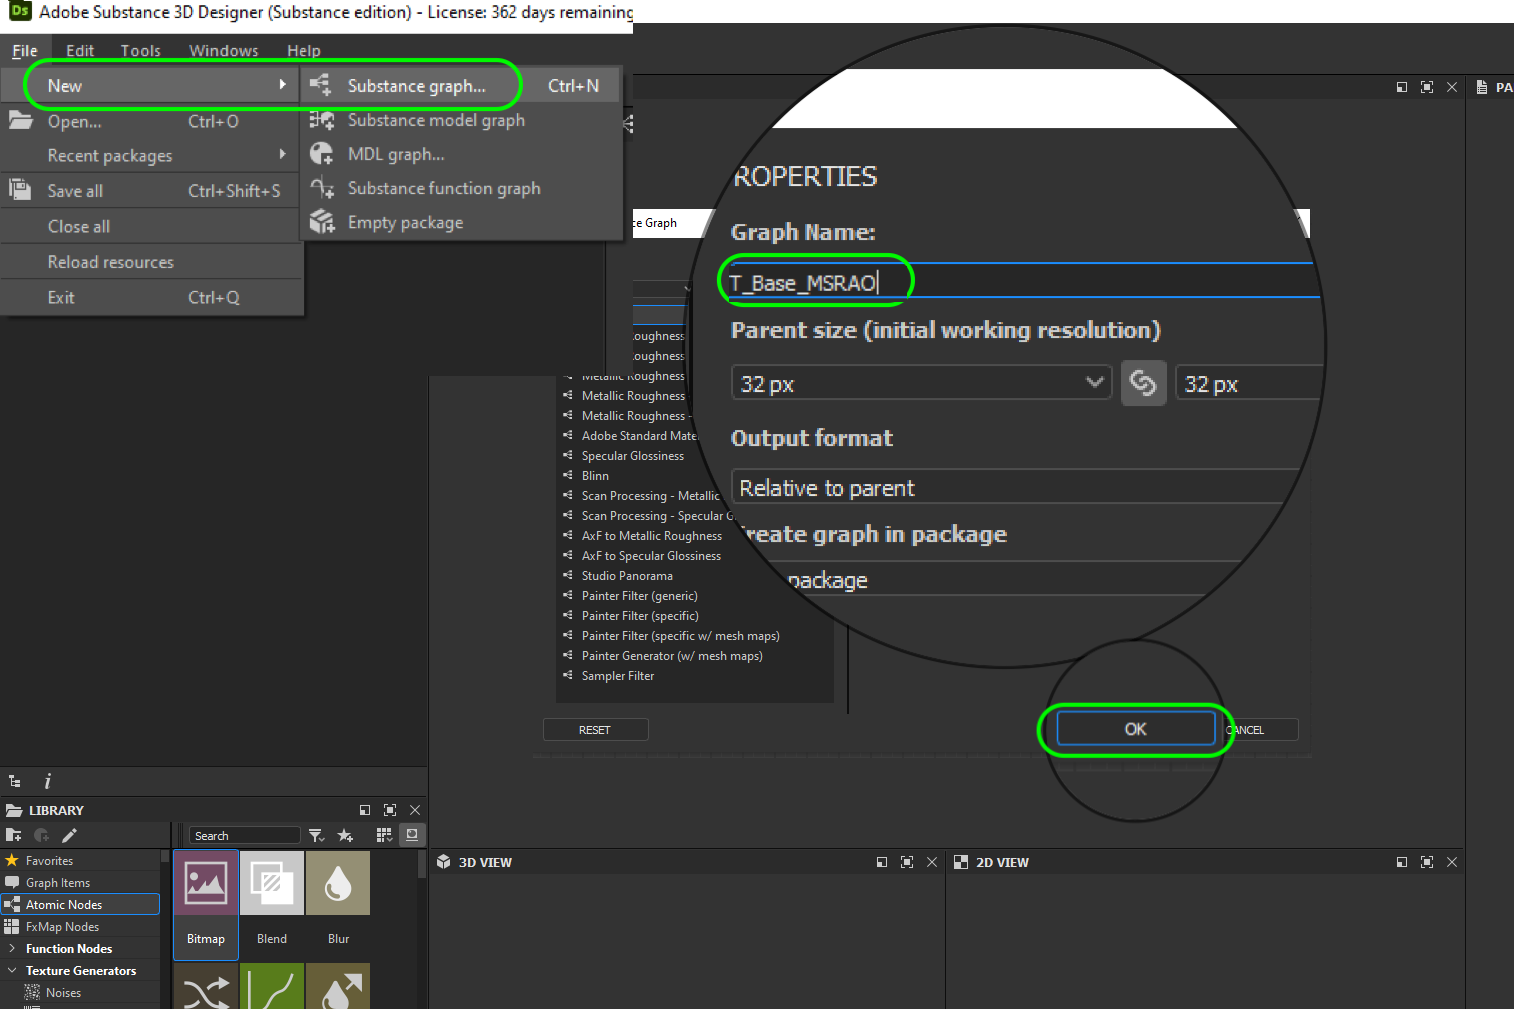 Ds Adobe Substance 3D Designer (Substance edition) - License: 362 days remaining
File Edit Tools Windows Help
New
Substance graph... Ctrl+N
Open... Ctrl+O
Substance model graph
Recent packages
MDL graph...
Save all Ctrl+Shift+S
Substance function graph
Close all
Empty package
Reload resources
Exit Ctrl+Q
PA
ce Graph
ROPERTIES
Graph Name:
T_Base_MSRAO
Parent size (initial working resolution)
32 px
32 px
Output format
Relative to parent
reate graph in package
package
oughness
oughness
Metallic Roughness
Metallic Roughness
Metallic Roughness -
Adobe Standard Mate
Specular Glossiness
Blinn
Scan Processing - Metallic
Scan Processing - Specular G
AxF to Metallic Roughness
AxF to Specular Glossiness
Studio Panorama
Painter Filter (generic)
Painter Filter (specific)
Painter Filter (specific w/ mesh maps)
Painter Generator (w/ mesh maps)
Sampler Filter
RESET
OK
CANCEL
LIBRARY
Search
Favorites
Graph Items
Atomic Nodes
FxMap Nodes
Function Nodes
Texture Generators
Noises
Bitmap
Blend
Blur
3D VIEW
2D VIEW